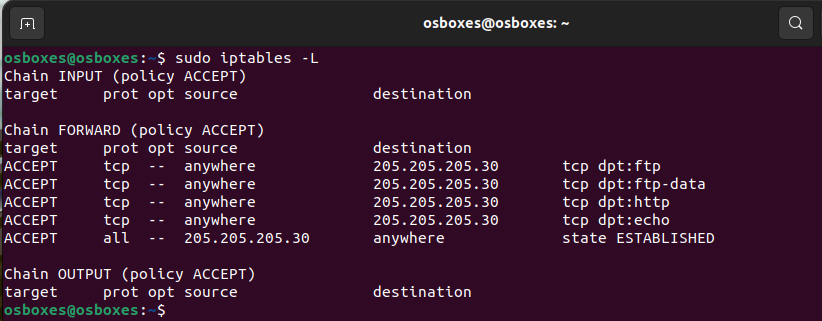 osboxes@osboxes: ~
osboxes@osboxes:~$ sudo iptables -L
Chain INPUT (policy ACCEPT)
target     prot opt source               destination
Chain FORWARD (policy ACCEPT)
target     prot opt source               destination
ACCEPT     tcp  --  anywhere             205.205.205.30       tcp dpt:ftp
ACCEPT     tcp  --  anywhere             205.205.205.30       tcp dpt:ftp-data
ACCEPT     tcp  --  anywhere             205.205.205.30       tcp dpt:http
ACCEPT     tcp  --  anywhere             205.205.205.30       tcp dpt:echo
ACCEPT     all  --  205.205.205.30       anywhere             state ESTABLISHED
Chain OUTPUT (policy ACCEPT)
target     prot opt source               destination
osboxes@osboxes:~$